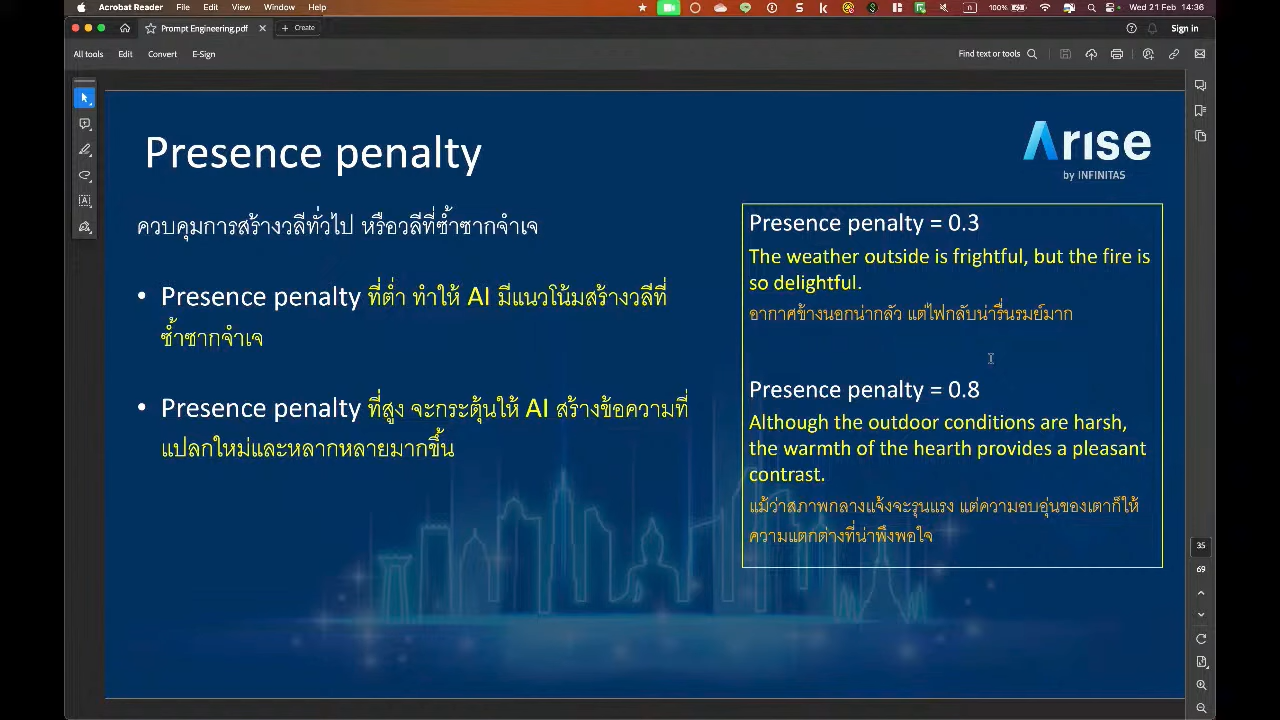 Acrobat Reader File Edit View Window Help
100% Wed 21 Feb 14:36
Prompt Engineering.pdf
+ Create
Sign in
All tools Edit Convert E-Sign
Find text or tools
Presence penalty
Arise
by INFINITAS
ควบคุมการสร้างวลีทั่วไป หรือวลีที่ซ้ำซากจำเจ
• Presence penalty ที่ต่ำ ทำให้ AI มีแนวโน้มสร้างวลีที่
ซ้ำซากจำเจ
• Presence penalty ที่สูง จะกระตุ้นให้ AI สร้างข้อความที่
แปลกใหม่และหลากหลายมากขึ้น
Presence penalty = 0.3
The weather outside is frightful, but the fire is
so delightful.
อากาศข้างนอกน่ากลัว แต่ไฟกลับน่ารื่นรมย์มาก
Presence penalty = 0.8
Although the outdoor conditions are harsh,
the warmth of the hearth provides a pleasant
contrast.
แม้ว่าสภาพกลางแจ้งจะรุนแรง แต่ความอบอุ่นของเตาก็ให้
ความแตกต่างที่น่าพึงพอใจ
35
69